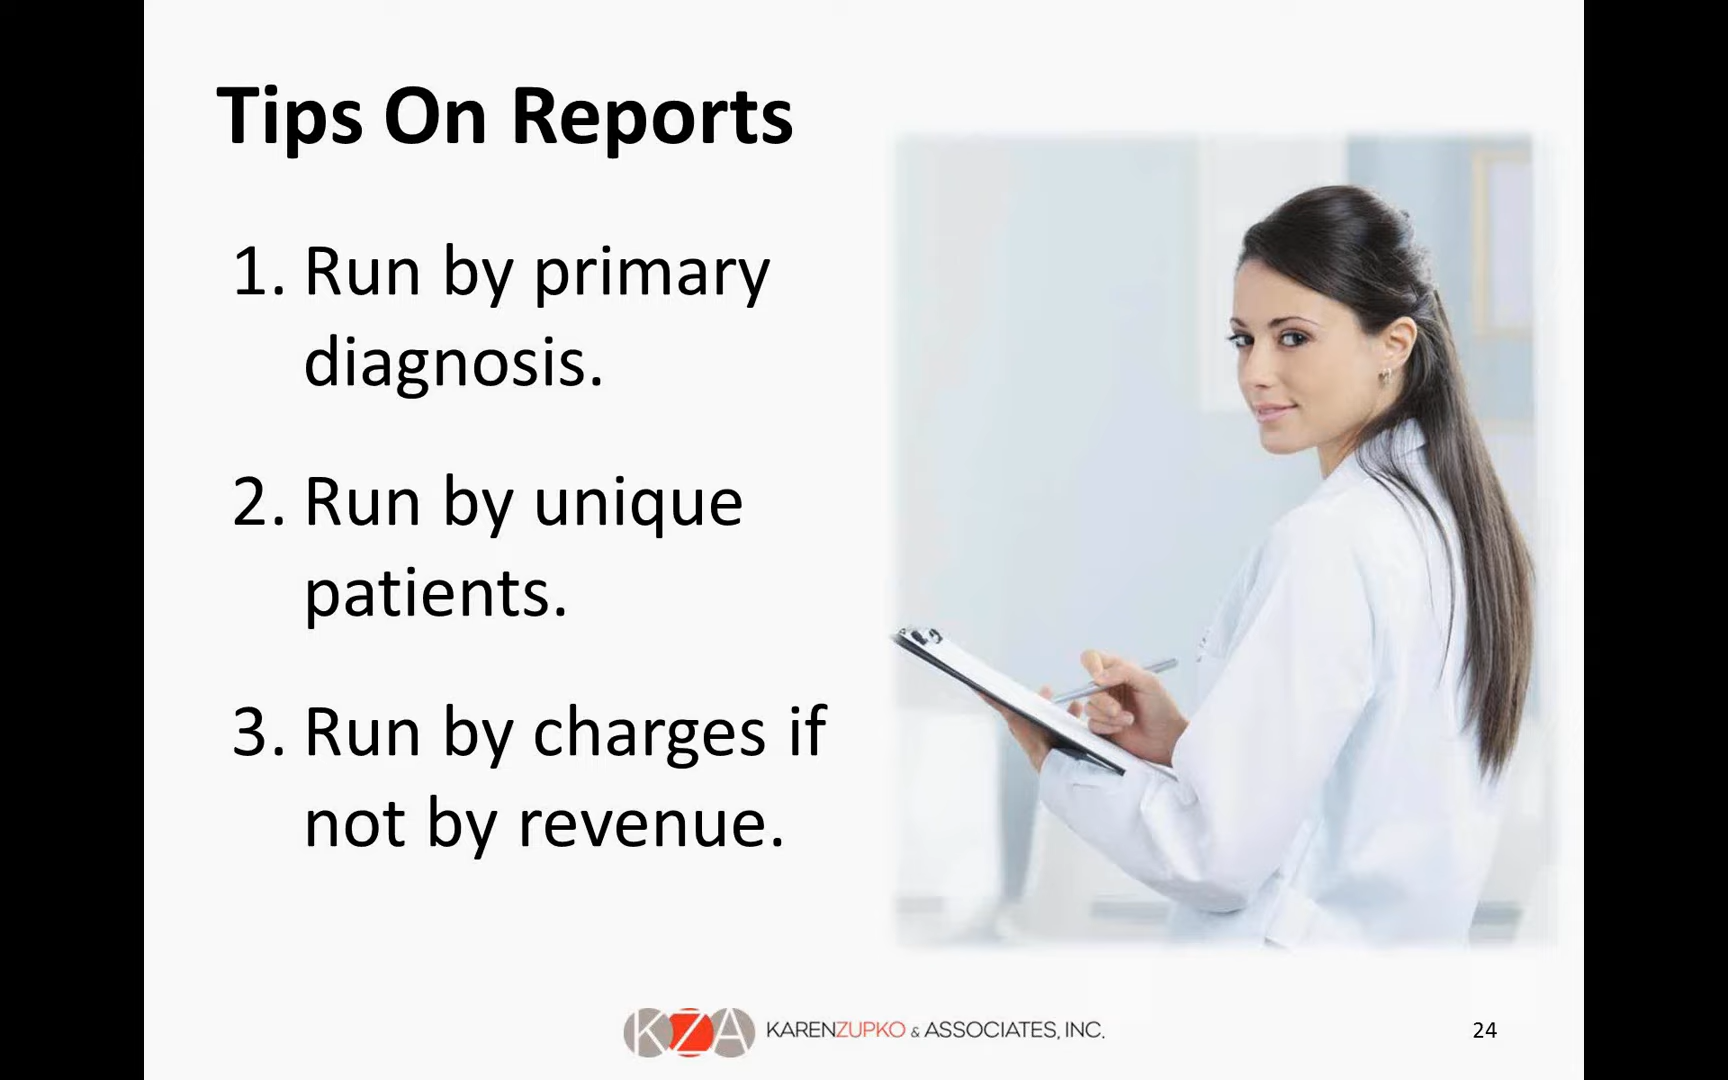 Tips On Reports
1. Run by primary
diagnosis.
2. Run by unique
patients.
3. Run by charges if
not by revenue.
KZA KARENZUPKO & ASSOCIATES, INC.
24